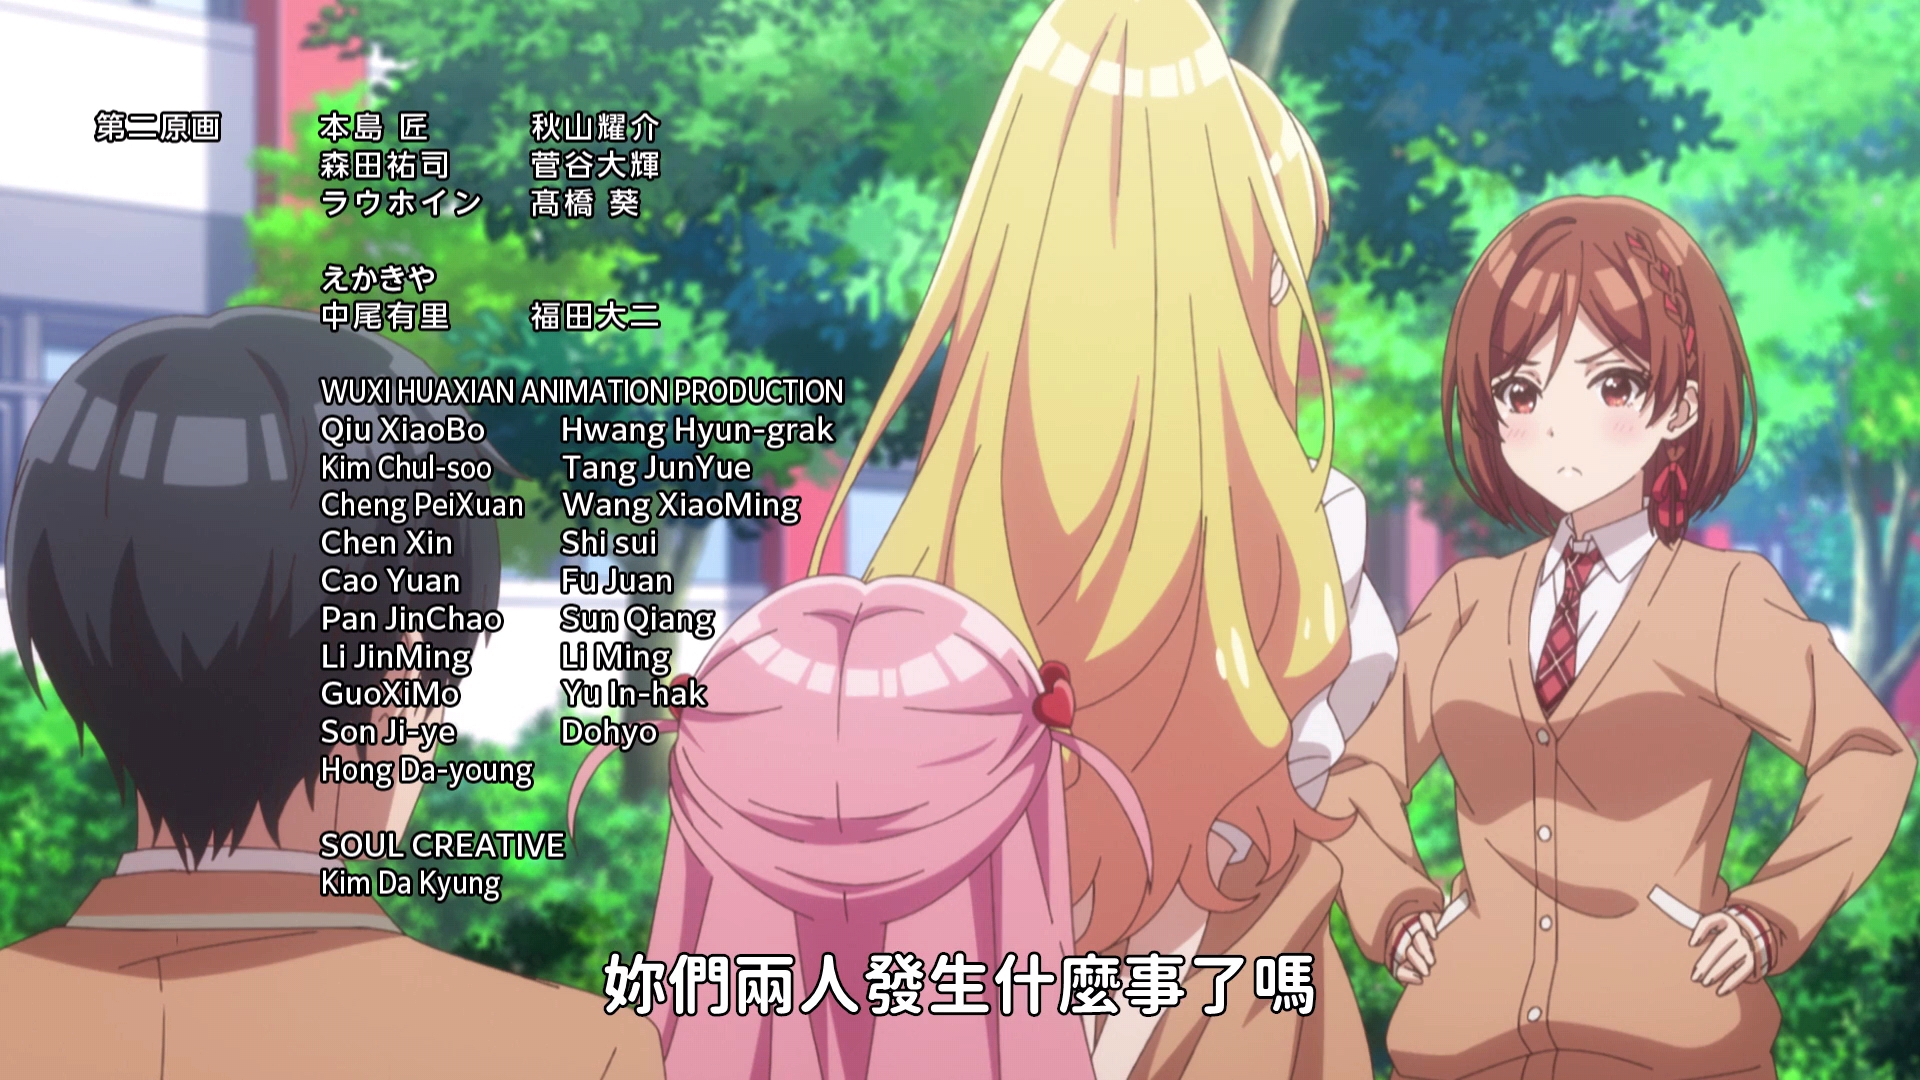 第二原画 本島 匠 秋山耀介
森田祐司 菅谷大輝
ラウホイン 髙橋 葵
えかきや
中尾有里 福田大二
WUXI HUAXIAN ANIMATION PRODUCTION
Qiu XiaoBo Hwang Hyun-grak
Kim Chul-soo Tang JunYue
Cheng PeiXuan Wang XiaoMing
Chen Xin Shi sui
Cao Yuan Fu Juan
Pan JinChao Sun Qiang
Li JinMing Li Ming
GuoXiMo Yu In-hak
Son Ji-ye Dohyo
Hong Da-young
SOUL CREATIVE
Kim Da Kyung
妳們兩人發生什麼事了嗎